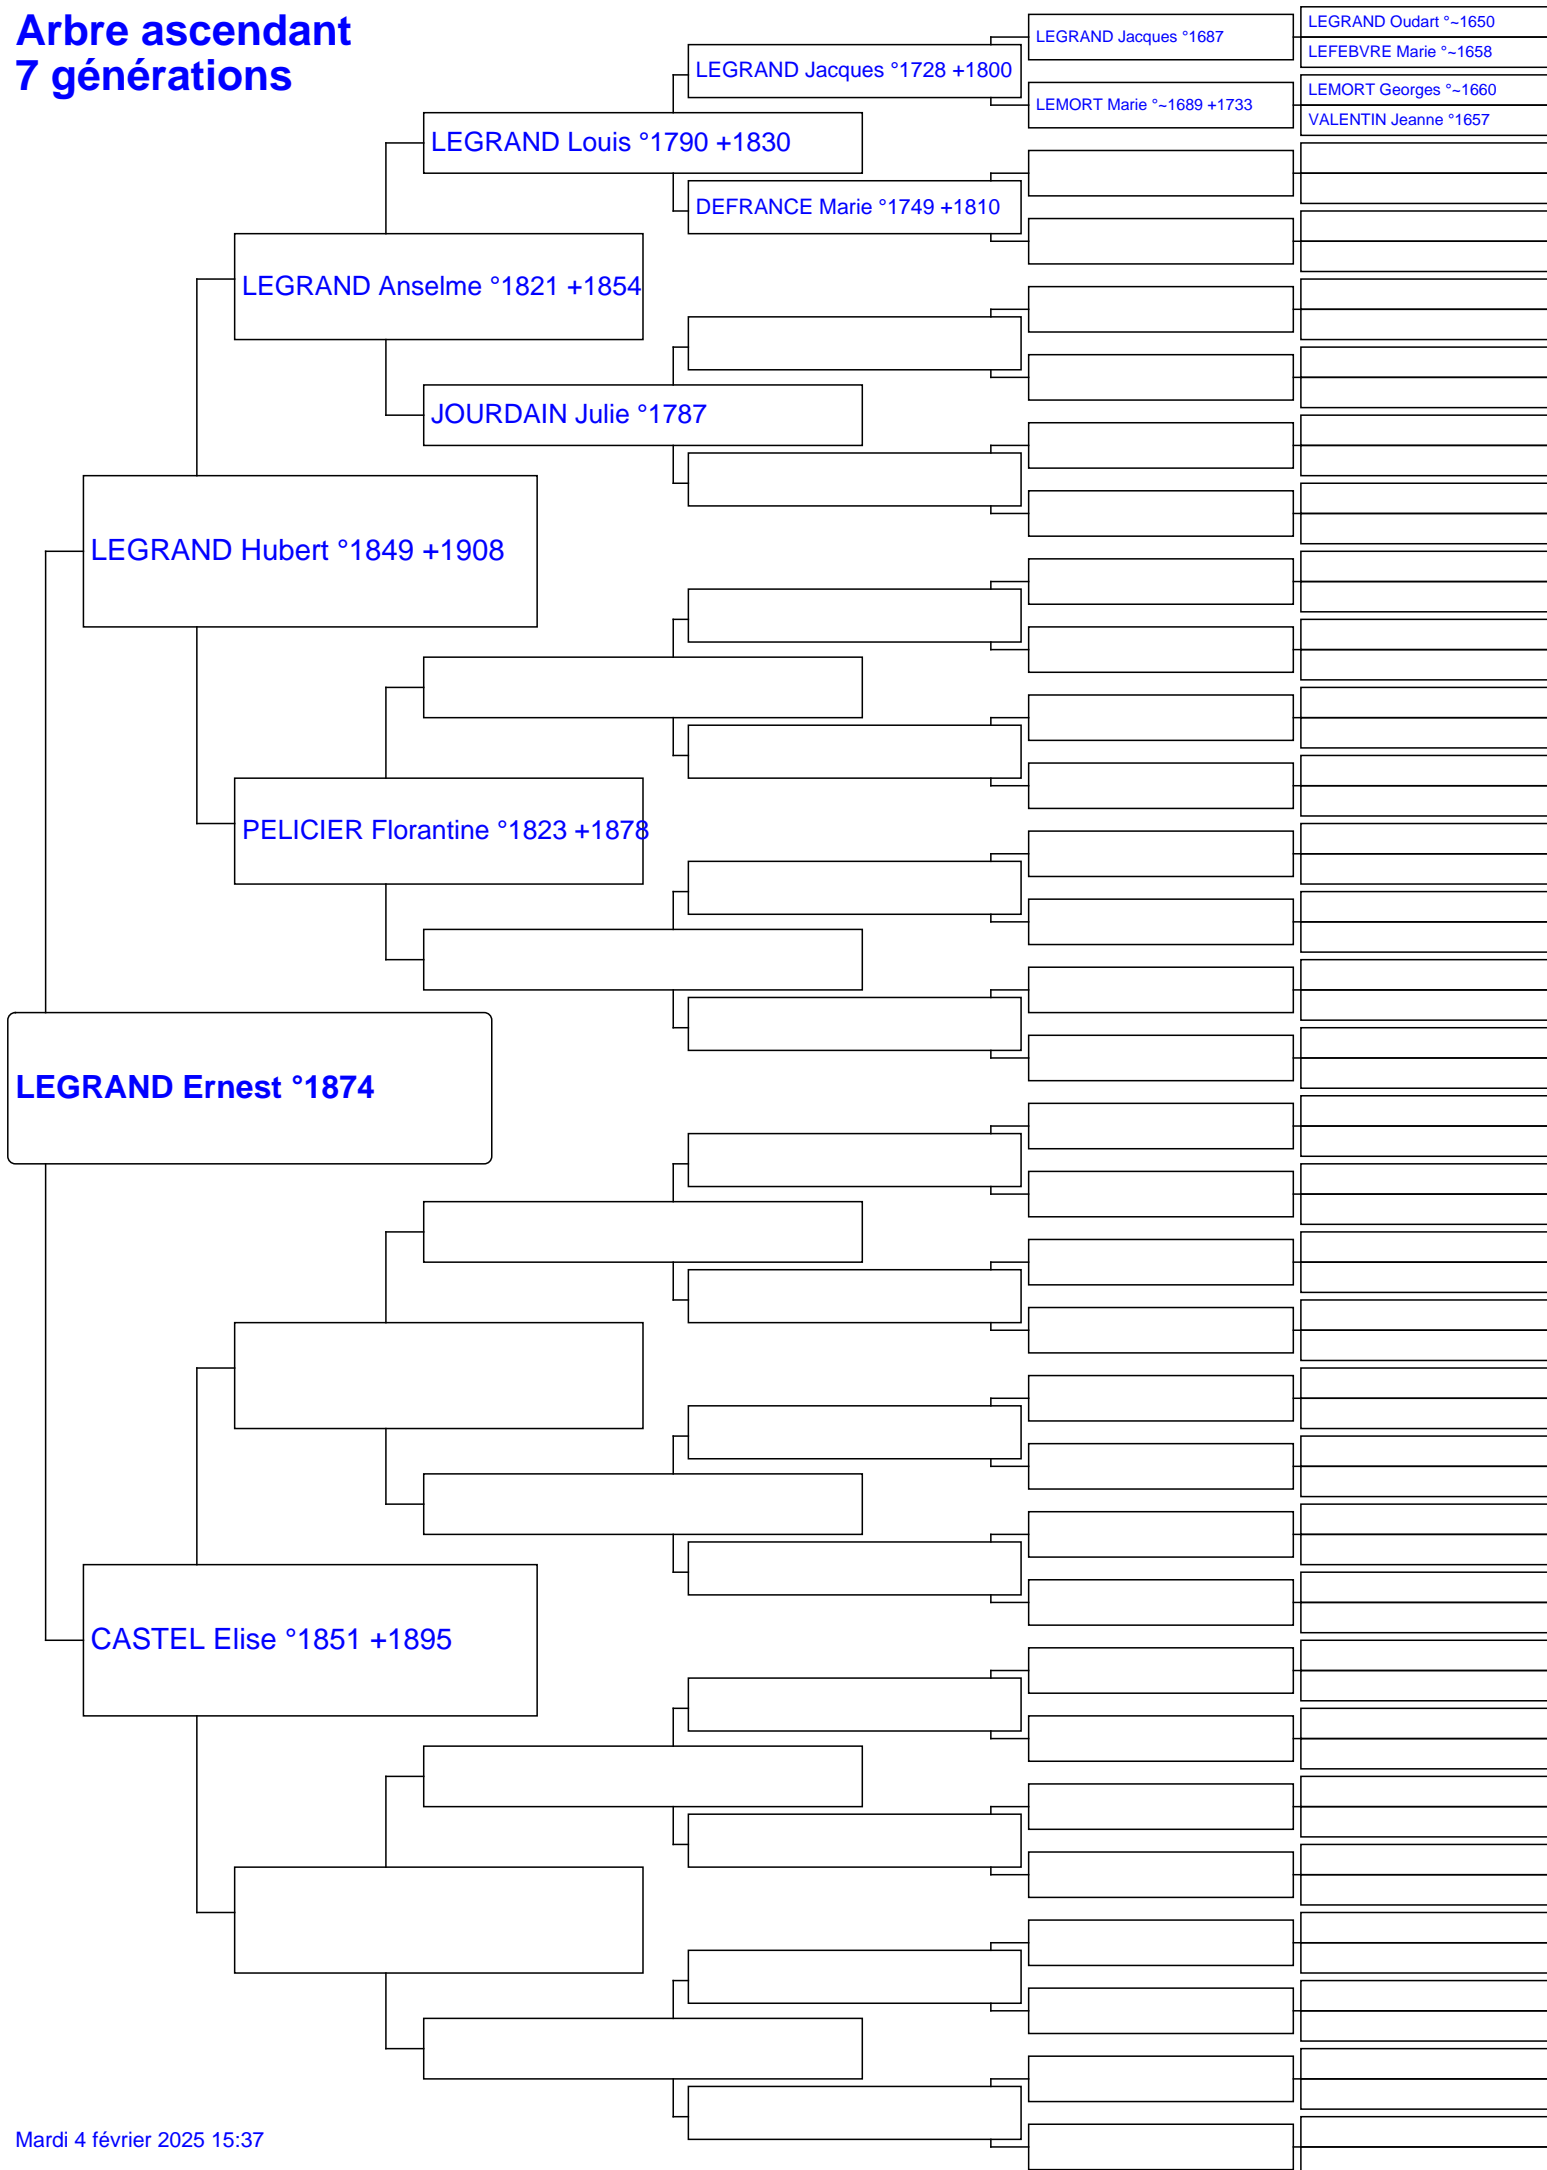 Arbre ascendant
7 générations
LEGRAND Oudart °~1650
LEGRAND Jacques °1687
LEFEBVRE Marie °~1658
LEGRAND Jacques °1728 +1800
LEMORT Georges °~1660
LEMORT Marie °~1689 +1733
VALENTIN Jeanne °1657
LEGRAND Louis °1790 +1830
DEFRANCE Marie °1749 +1810
LEGRAND Anselme °1821 +1854
JOURDAIN Julie °1787
LEGRAND Hubert °1849 +1908
PELICIER Florantine °1823 +1878
LEGRAND Ernest °1874
CASTEL Elise °1851 +1895
Mardi 4 février 2025 15:37